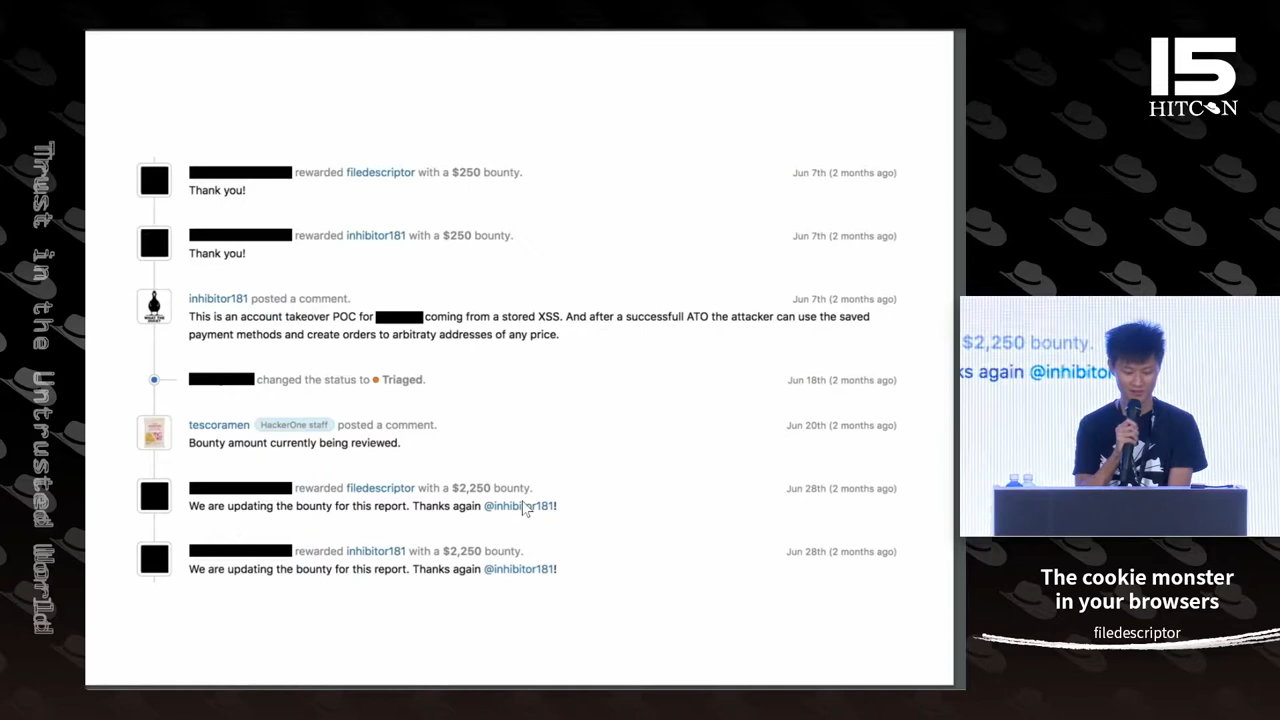 Thrust in the Untrusted World
rewarded filedescriptor with a $250 bounty.
Jun 7th (2 months ago)
Thank you!
rewarded inhibitor181 with a $250 bounty.
Jun 7th (2 months ago)
Thank you!
inhibitor181 posted a comment.
Jun 7th (2 months ago)
This is an account takeover POC for coming from a stored XSS. And after a successfull ATO the attacker can use the saved
payment methods and create orders to arbitraty addresses of any price.
changed the status to Triaged.
Jun 18th (2 months ago)
tescoramen HackerOne staff posted a comment.
Jun 20th (2 months ago)
Bounty amount currently being reviewed.
rewarded filedescriptor with a $2,250 bounty.
Jun 28th (2 months ago)
We are updating the bounty for this report. Thanks again @inhibitor181!
rewarded inhibitor181 with a $2,250 bounty.
Jun 28th (2 months ago)
We are updating the bounty for this report. Thanks again @inhibitor181!
15
HITCON
$2,250 bounty.
ks again @inhibitor
The cookie monster
in your browsers
filedescriptor